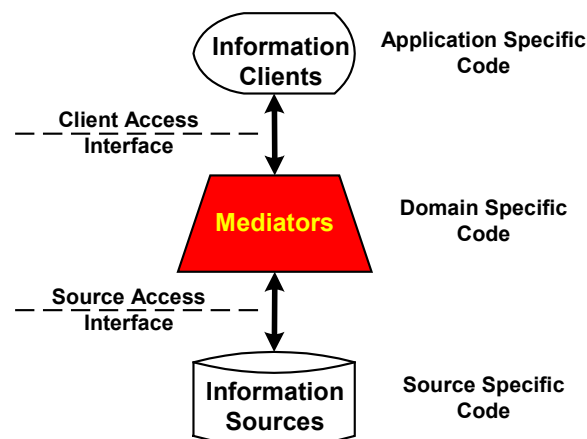 Information
Clients
Application Specific
Code
Client Access
Interface
Mediators
Domain Specific
Code
Source Access
Interface
Information
Sources
Source Specific
Code